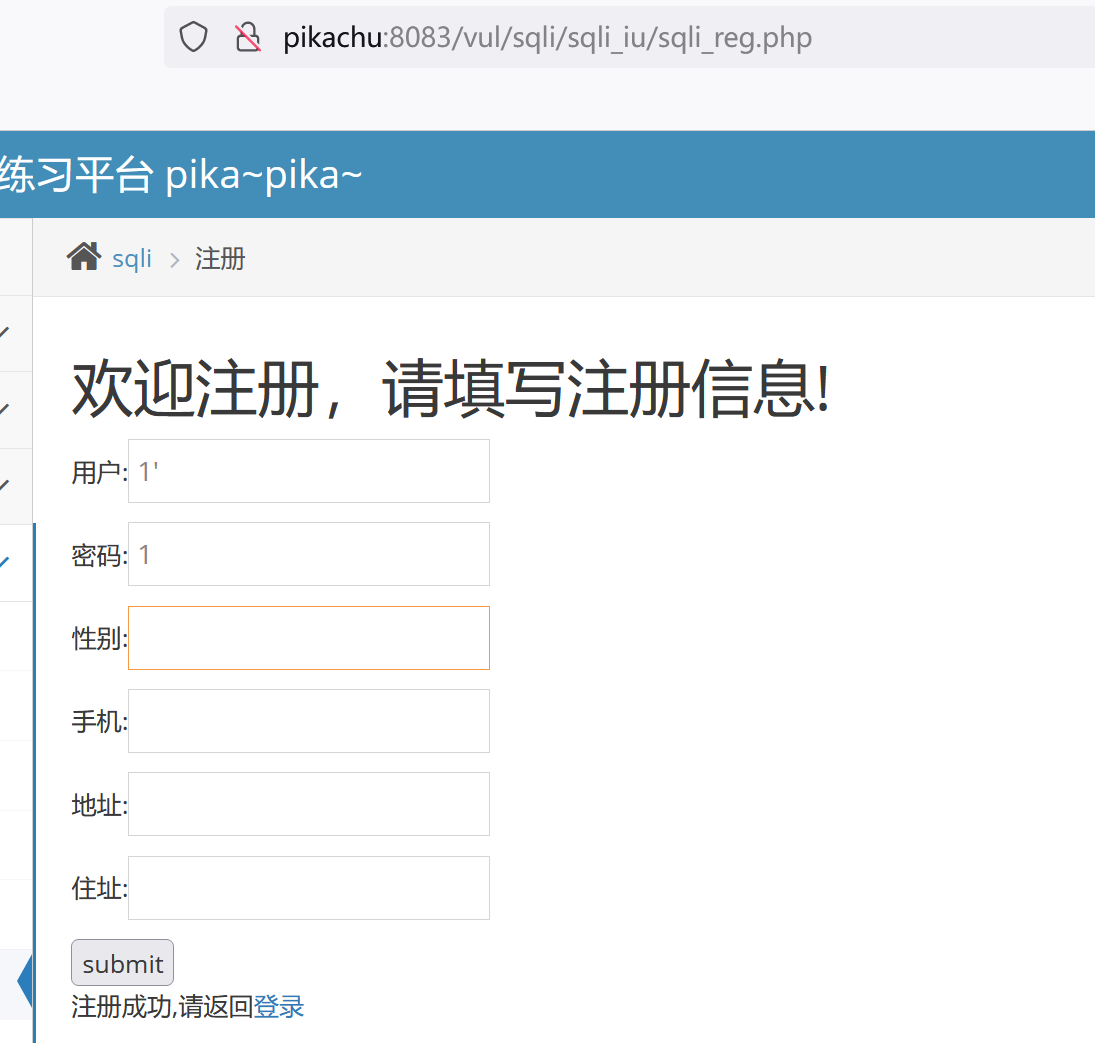 pikachu:8083/vul/sqli/sqli_iu/sqli_reg.php
练习平台 pika~pika~
sqli > 注册
欢迎注册，请填写注册信息!
用户: 1'
密码: 1
性别:
手机:
地址:
住址:
submit
注册成功,请返回登录